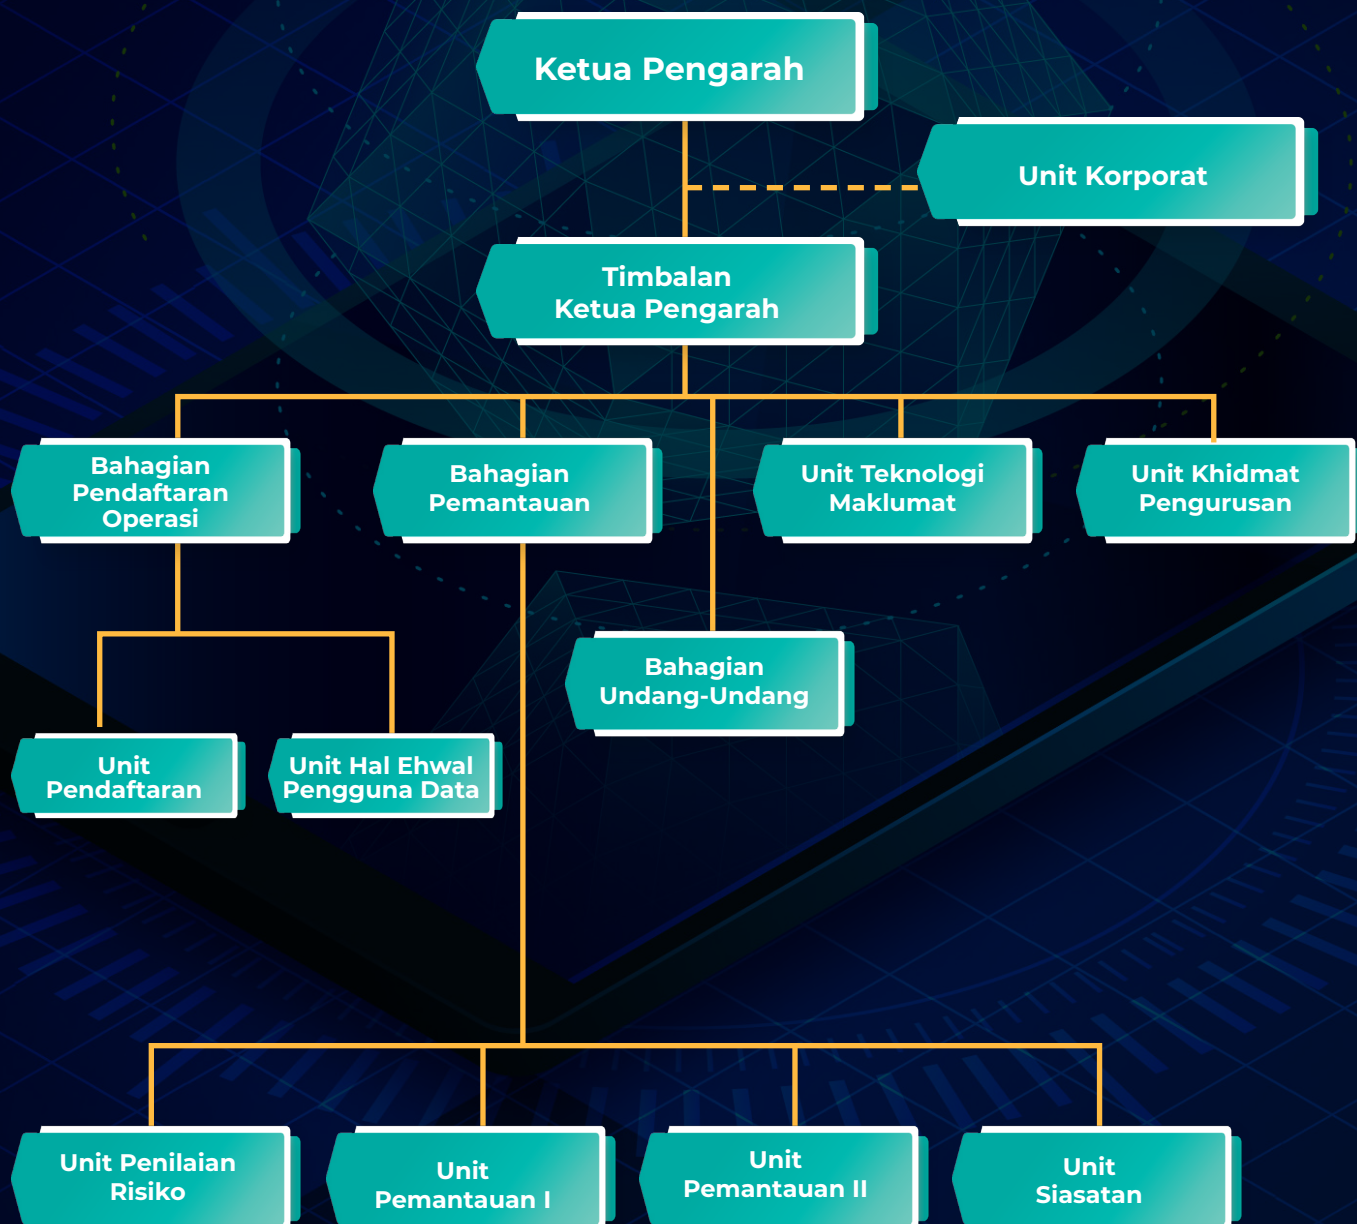 Ketua Pengarah
Unit Korporat
Timbalan
Ketua Pengarah
Bahagian
Pendaftaran
Operasi
Bahagian
Pemantauan
Unit Teknologi
Maklumat
Unit Khidmat
Pengurusan
Bahagian
Undang-Undang
Unit
Pendaftaran
Unit Hal Ehwal
Pengguna Data
Unit Penilaian
Risiko
Unit
Pemantauan I
Unit
Pemantauan II
Unit
Siasatan